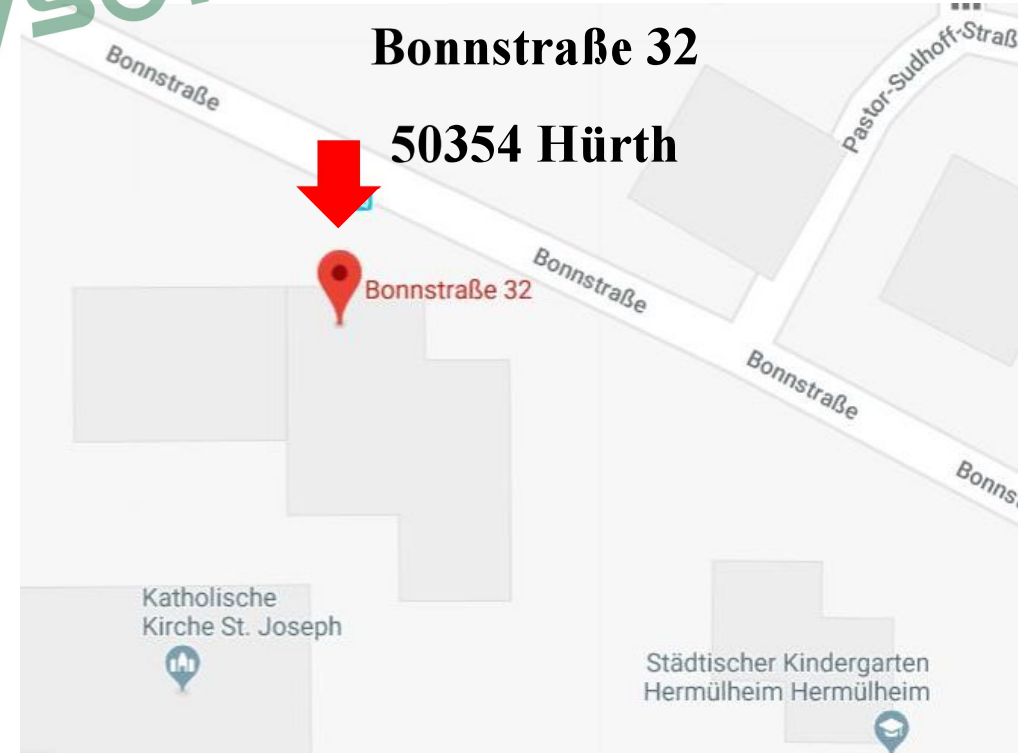 Bonnstraße 32
50354 Hürth
Bonnstraße
Pastor-Sudhoff-Straß
Bonnstraße 32
Bonnstraße
Bonnstraße
Bonns
Katholische
Kirche St. Joseph
Städtischer Kindergarten
Hermülheim Hermülheim